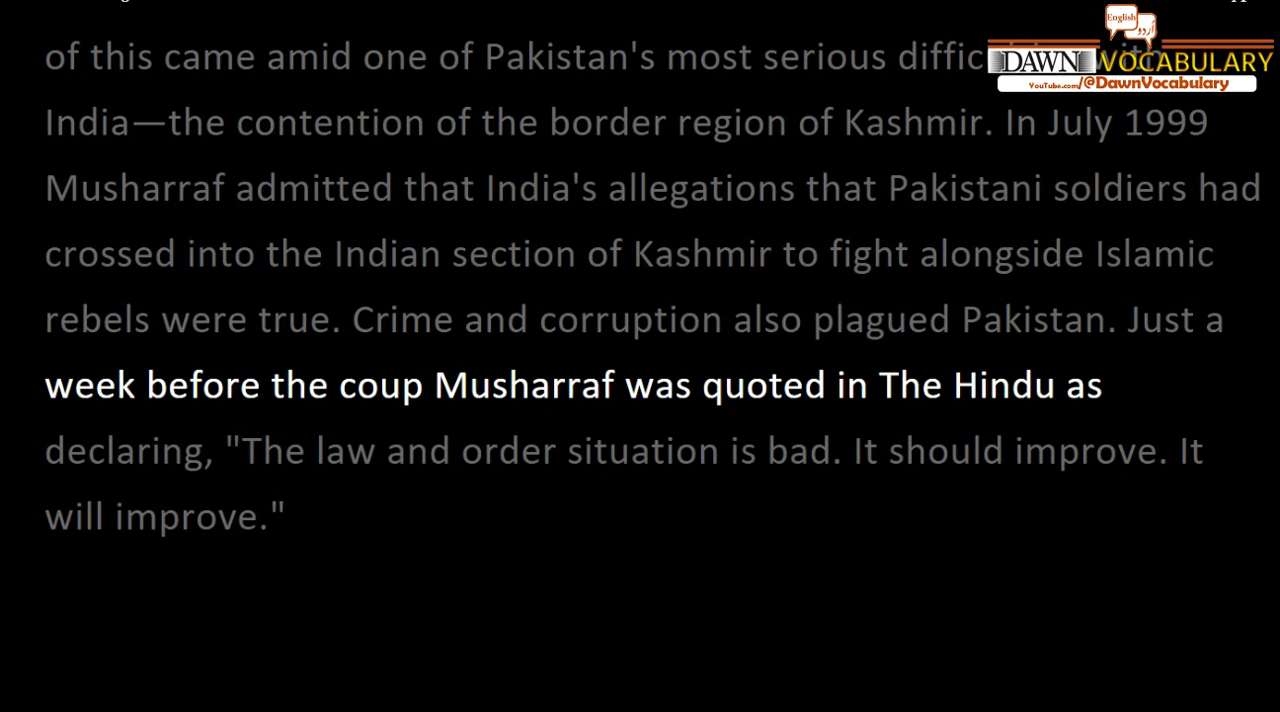 English
اُردو
DAWN VOCABULARY
YouTube.com/@DawnVocabulary
of this came amid one of Pakistan's most serious
India—the contention of the border region of Kashmir. In July 1999
Musharraf admitted that India's allegations that Pakistani soldiers had
crossed into the Indian section of Kashmir to fight alongside Islamic
rebels were true. Crime and corruption also plagued Pakistan. Just a
week before the coup Musharraf was quoted in The Hindu as
declaring, "The law and order situation is bad. It should improve. It
will improve."